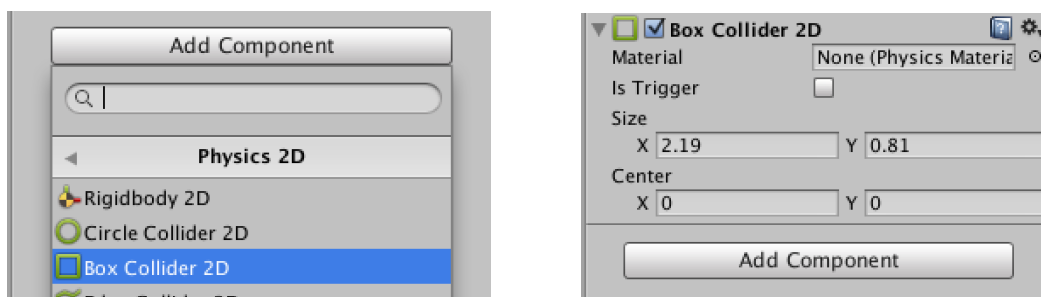 Add Component
Physics 2D
Rigidbody 2D
Circle Collider 2D
Box Collider 2D
Box Collider 2D
Material None (Physics Materia
Is Trigger
Size
X 2.19 Y 0.81
Center
X 0 Y 0
Add Component